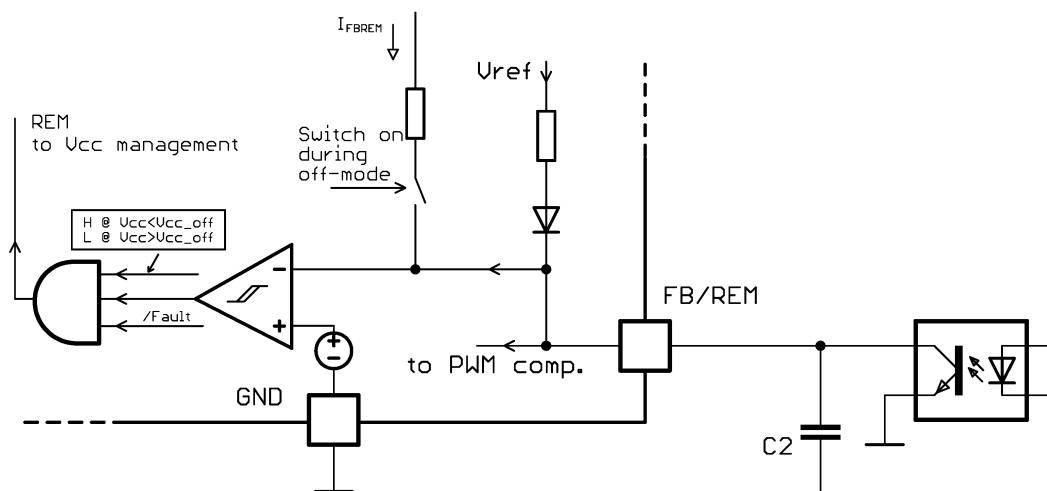 I_FBREM
Vref
REM
to Vcc management
Switch on
during
off-mode
H @ Vcc<Vcc_off
L @ Vcc>Vcc_off
/Fault
FB/REM
to PWM comp.
GND
C2